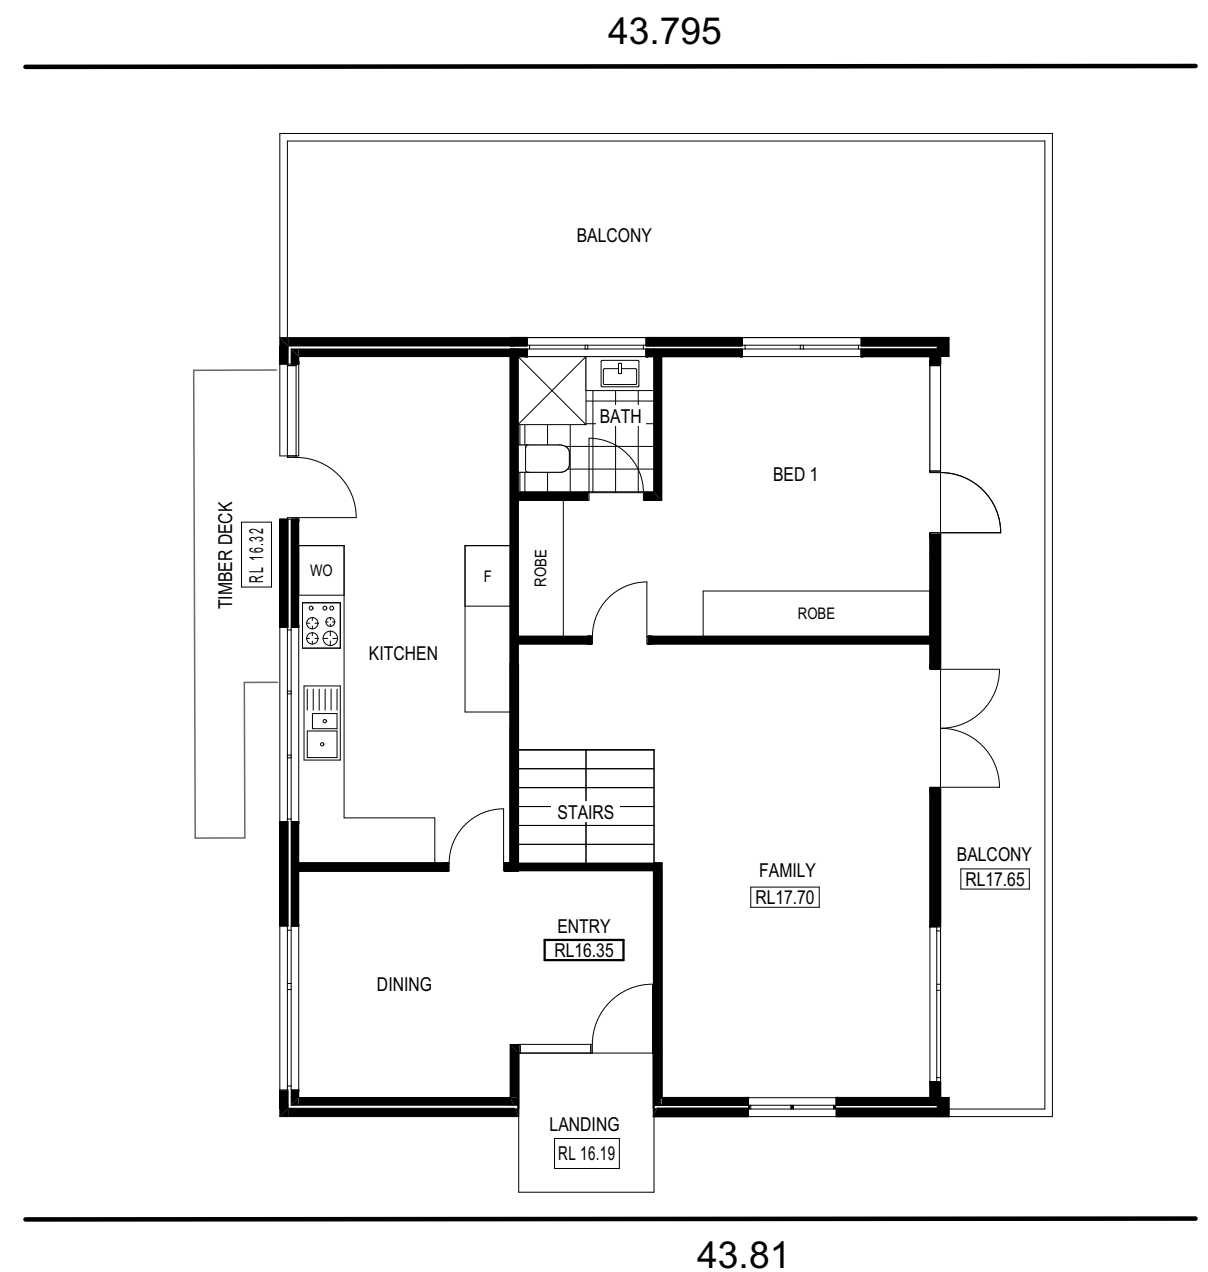 43.795
BALCONY
BATH
BED 1
TIMBER DECK
RL 16.32
WO
ROBE
F
ROBE
KITCHEN
STAIRS
FAMILY
RL17.70
BALCONY
RL17.65
ENTRY
RL16.35
DINING
LANDING
RL 16.19
43.81